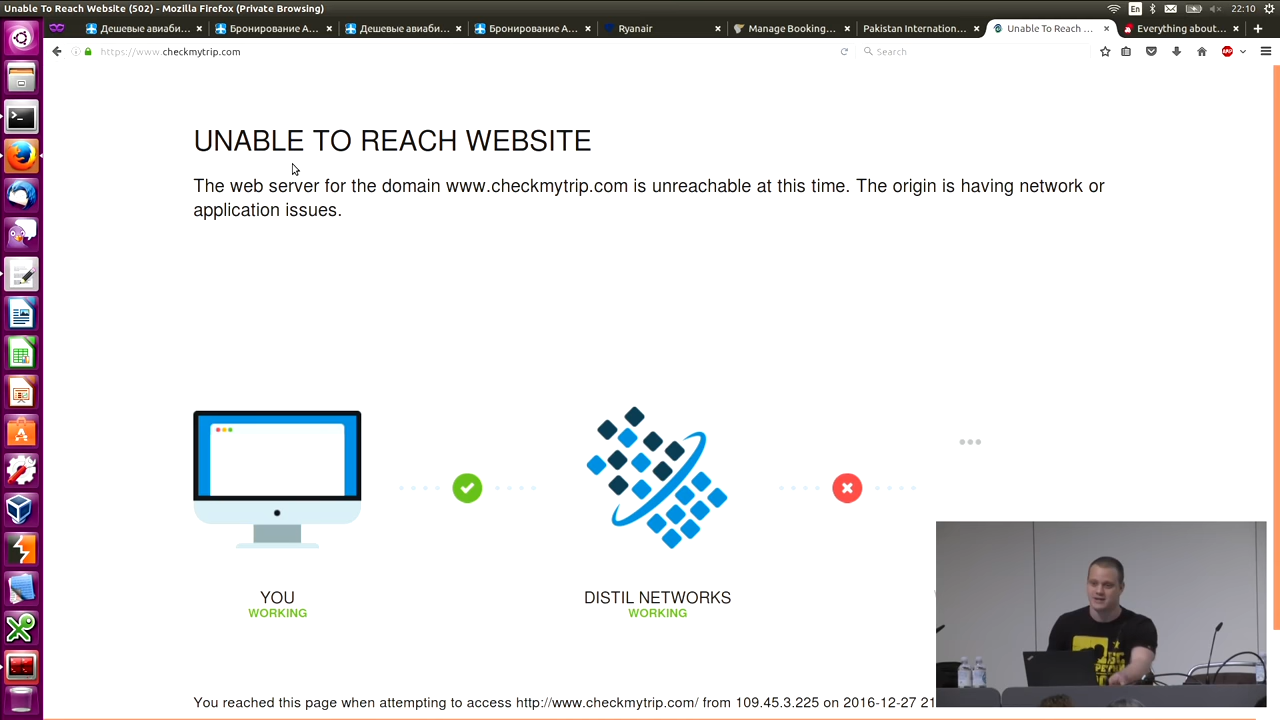 Unable To Reach Website (502) - Mozilla Firefox (Private Browsing)
En
22:10
Дешевые авиаби...
Бронирование А...
Дешевые авиаби...
Бронирование А...
Ryanair
Manage Booking...
Pakistan Internation...
Unable To Reach ...
Everything about...
https://www.checkmytrip.com
Search
ABP
UNABLE TO REACH WEBSITE
The web server for the domain www.checkmytrip.com is unreachable at this time. The origin is having network or
application issues.
YOU
WORKING
DISTIL NETWORKS
WORKING
You reached this page when attempting to access http://www.checkmytrip.com/ from 109.45.3.225 on 2016-12-27 21